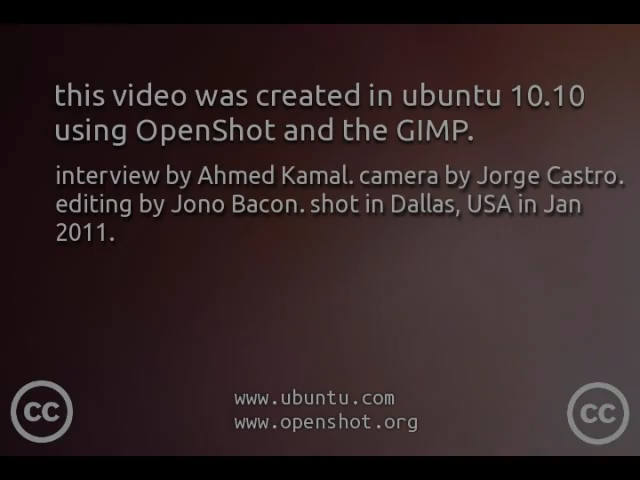 this video was created in ubuntu 10.10
using OpenShot and the GIMP.
interview by Ahmed Kamal. camera by Jorge Castro.
editing by Jono Bacon. shot in Dallas, USA in Jan
2011.
www.ubuntu.com
www.openshot.org
cc
cc